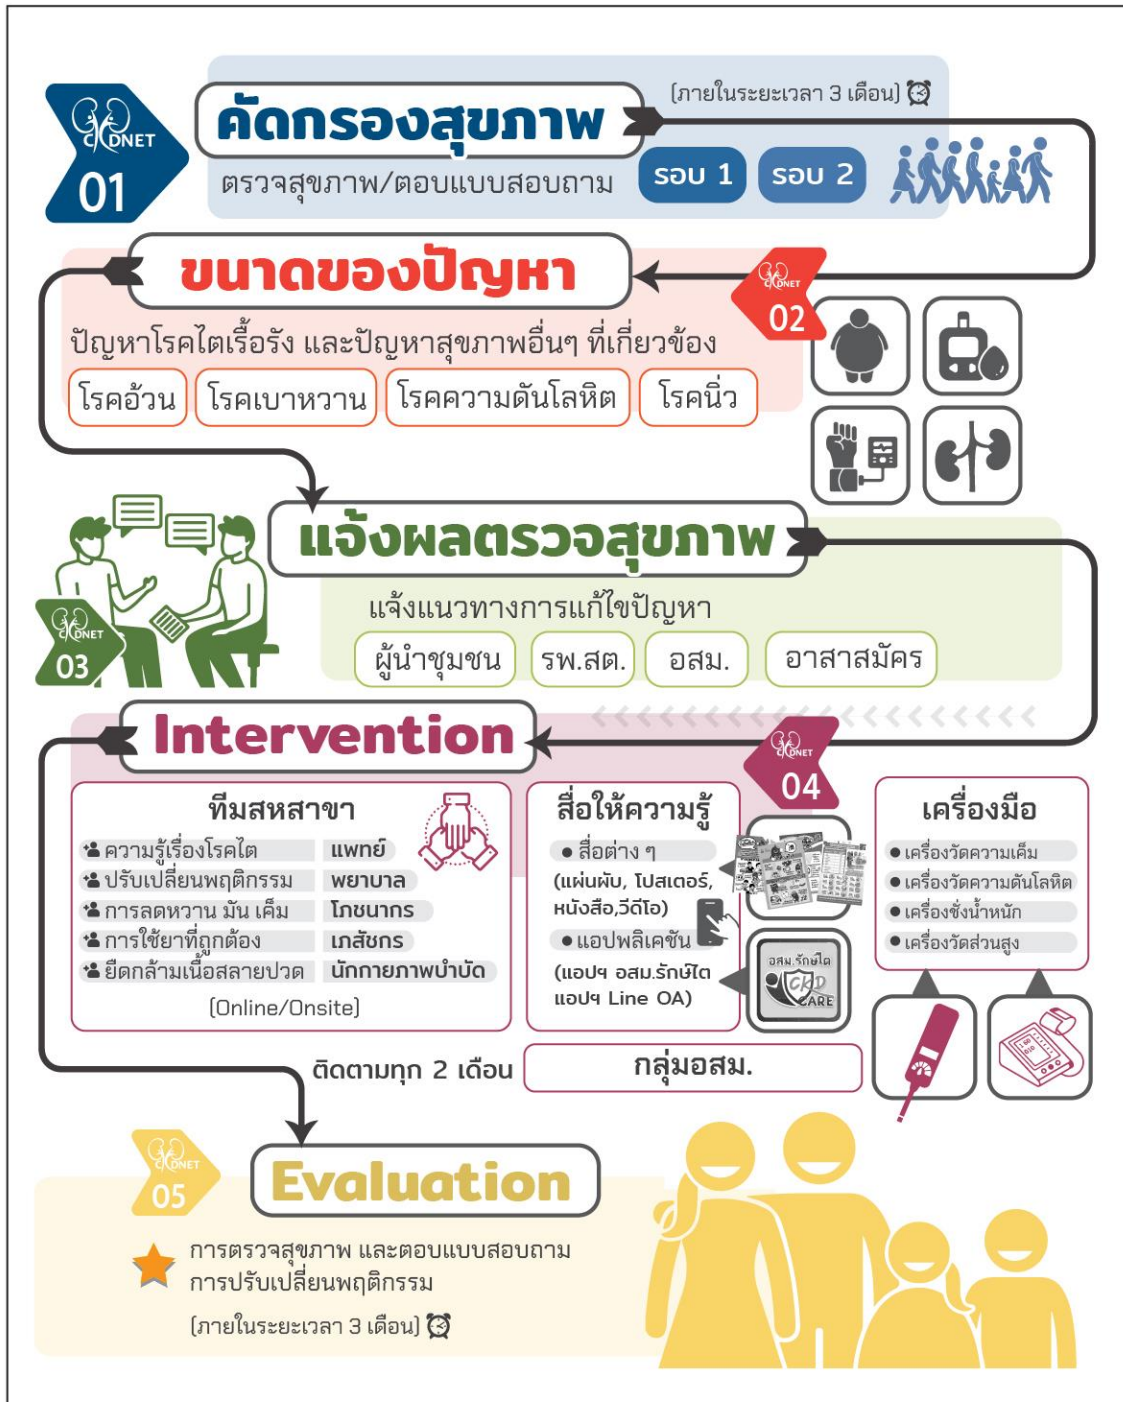 (ภายในระยะเวลา 3 เดือน)
CKDNET
01
คัดกรองสุขภาพ
ตรวจสุขภาพ/ตอบแบบสอบถาม
รอบ 1
รอบ 2
ขนาดของปัญหา
CKDNET
02
ปัญหาโรคไตเรื้อรัง และปัญหาสุขภาพอื่นๆ ที่เกี่ยวข้อง
โรคอ้วน
โรคเบาหวาน
โรคความดันโลหิต
โรคนิ่ว
แจ้งผลตรวจสุขภาพ
CKDNET
03
แจ้งแนวทางการแก้ไขปัญหา
ผู้นำชุมชน
รพ.สต.
อสม.
อาสาสมัคร
Intervention
CKDNET
04
ทีมสหสาขา
ความรู้เรื่องโรคไต แพทย์
ปรับเปลี่ยนพฤติกรรม พยาบาล
การลดหวาน มัน เค็ม โภชนากร
การใช้ยาที่ถูกต้อง เภสัชกร
ยืดกล้ามเนื้อสลายปวด นักกายภาพบำบัด
(Online/Onsite)
สื่อให้ความรู้
• สื่อต่าง ๆ
(แผ่นผับ, โปสเตอร์,
หนังสือ,วีดีโอ)
• แอปพลิเคชัน
(แอปฯ อสม.รักษ์ไต
แอปฯ Line OA)
อสม.รักษ์ไต
CKD
CARE
เครื่องมือ
• เครื่องวัดความเค็ม
• เครื่องวัดความดันโลหิต
• เครื่องชั่งน้ำหนัก
• เครื่องวัดส่วนสูง
ติดตามทุก 2 เดือน
กลุ่มอสม.
CKDNET
05
Evaluation
การตรวจสุขภาพ และตอบแบบสอบถาม
การปรับเปลี่ยนพฤติกรรม
(ภายในระยะเวลา 3 เดือน)